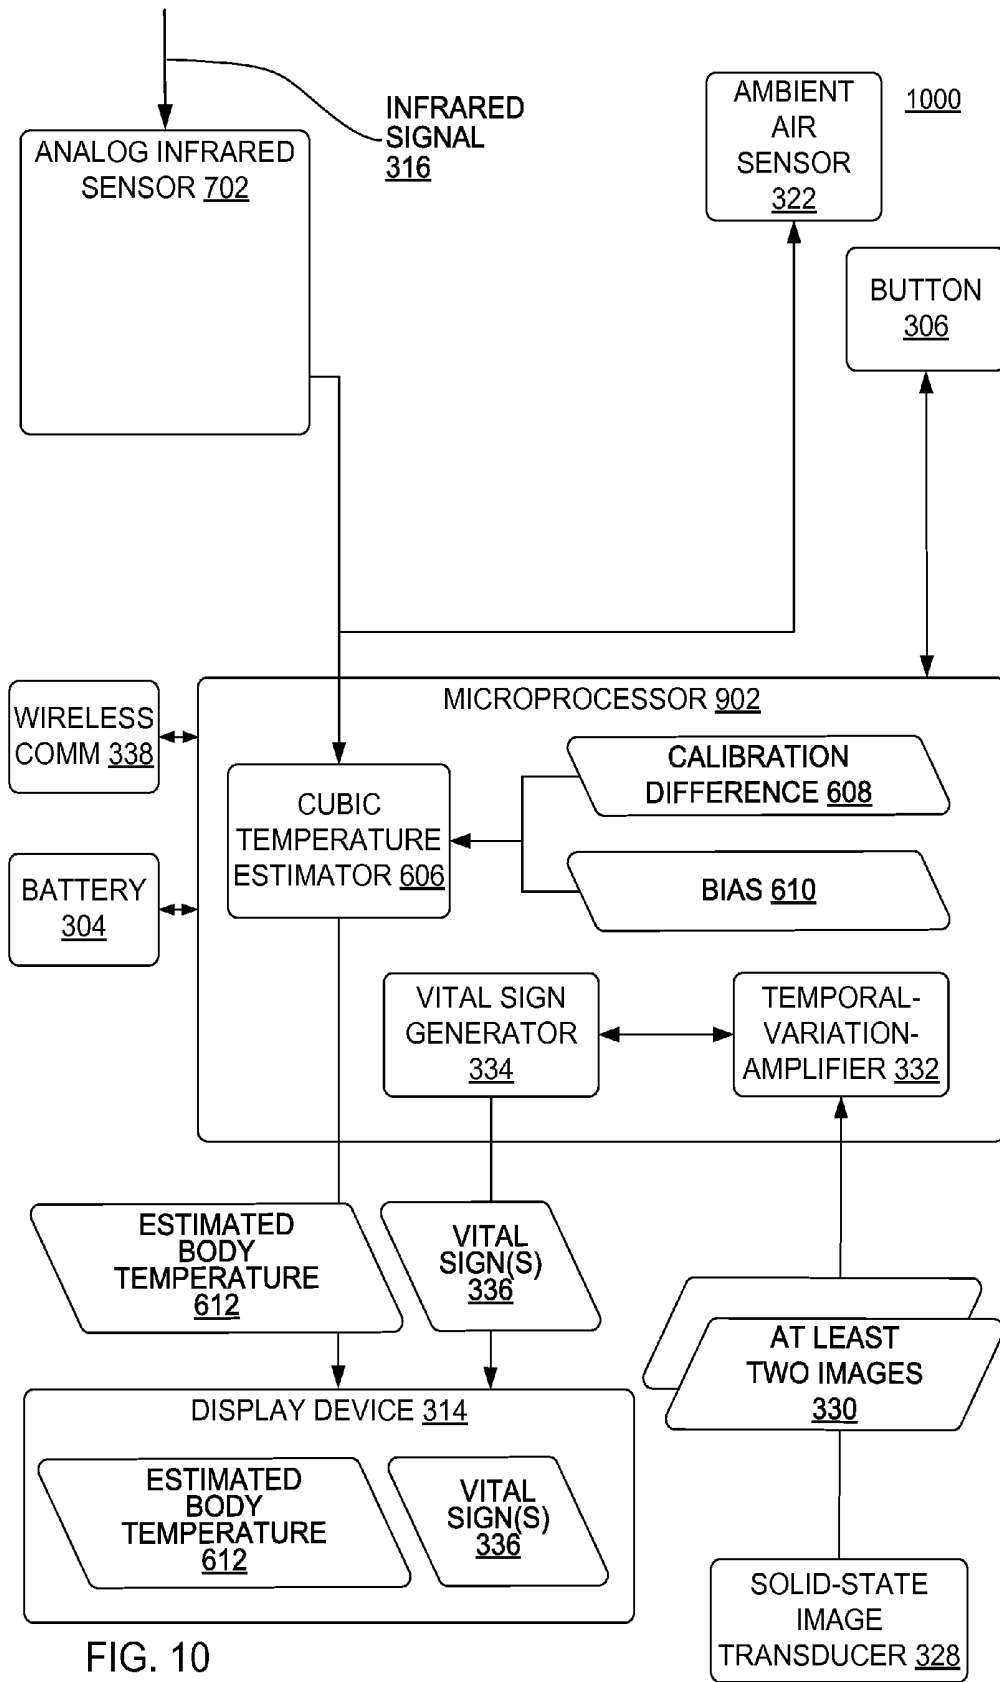 INFRARED
SIGNAL
316
ANALOG INFRARED
SENSOR 702
AMBIENT
AIR
SENSOR
322
1000
BUTTON
306
MICROPROCESSOR 902
WIRELESS
COMM 338
CUBIC
TEMPERATURE
ESTIMATOR 606
CALIBRATION
DIFFERENCE 608
BATTERY
304
BIAS 610
VITAL SIGN
GENERATOR
334
TEMPORAL-
VARIATION-
AMPLIFIER 332
ESTIMATED
BODY
TEMPERATURE
612
VITAL
SIGN(S)
336
AT LEAST
TWO IMAGES
330
DISPLAY DEVICE 314
ESTIMATED
BODY
TEMPERATURE
612
VITAL
SIGN(S)
336
SOLID-STATE
IMAGE
TRANSDUCER 328
FIG. 10